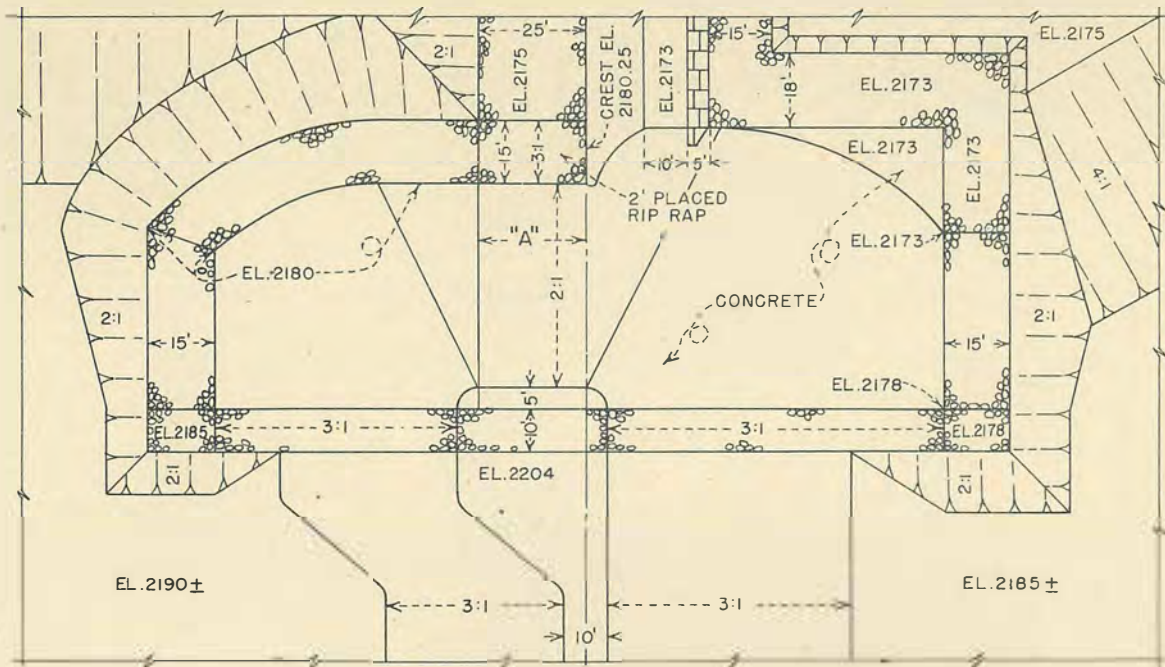 25'
15'
EL.2175
2:1
EL.2175
CREST EL.
2180.25
EL.2173
18'
EL.2173
15'
3:1
10'
5'
EL.2173
EL.2173
4:1
2' PLACED
RIP RAP
"A"
EL.2173
EL.2180
2:1
CONCRETE
2:1
15'
15'
2:1
EL.2178
5'
EL.2185
3:1
10'
3:1
EL.2178
2:1
EL.2204
2:1
EL.2190±
EL.2185±
3:1
3:1
10'